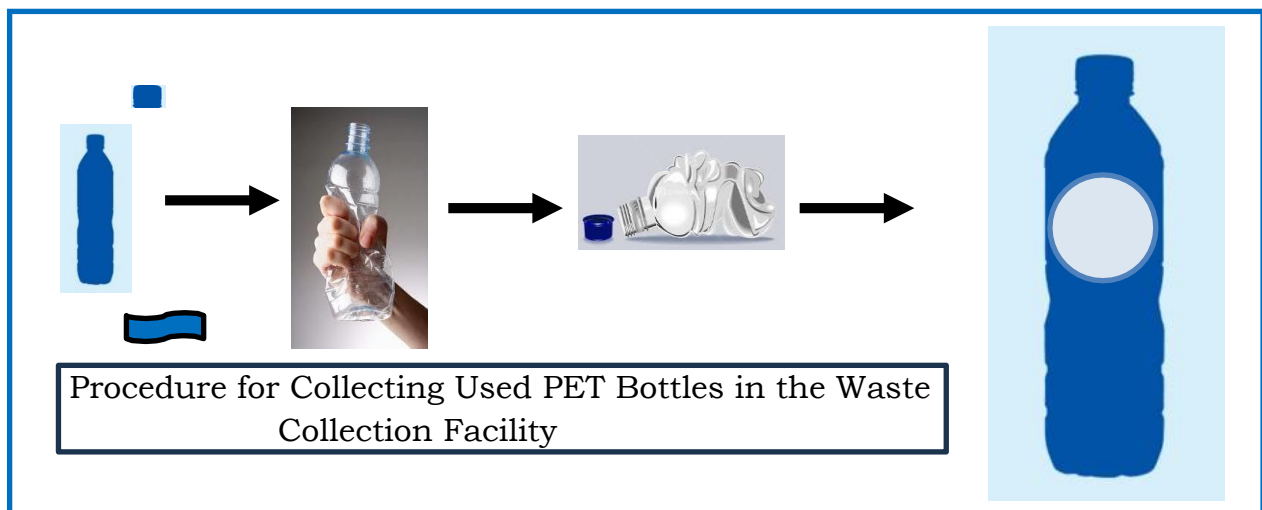 Procedure for Collecting Used PET Bottles in the Waste
Collection Facility